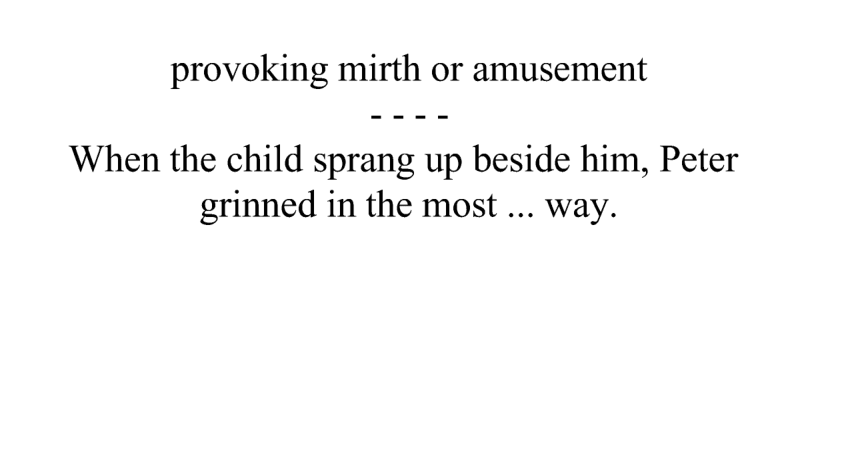 provoking mirth or amusement
- - - -
When the child sprang up beside him, Peter
grinned in the most ... way.